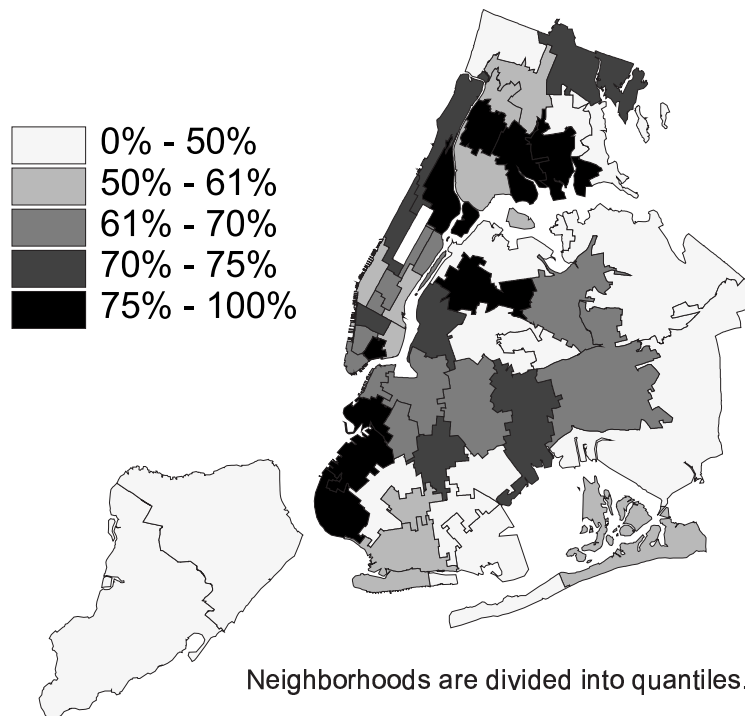 0% - 50%
50% - 61%
61% - 70%
70% - 75%
75% - 100%
Neighborhoods are divided into quantiles.